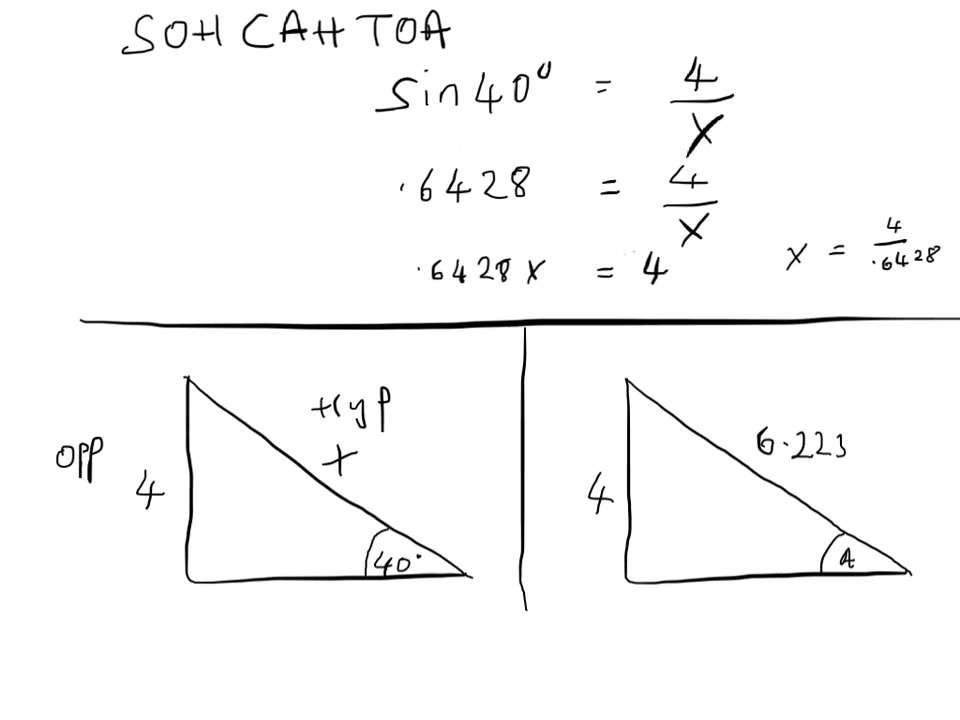 SOH CAH TOA
sin 40° = 4/x
.6428 = 4/x
.6428x = 4
x = 4/.6428
Hyp
x
opp
4
40°
6.223
4
A